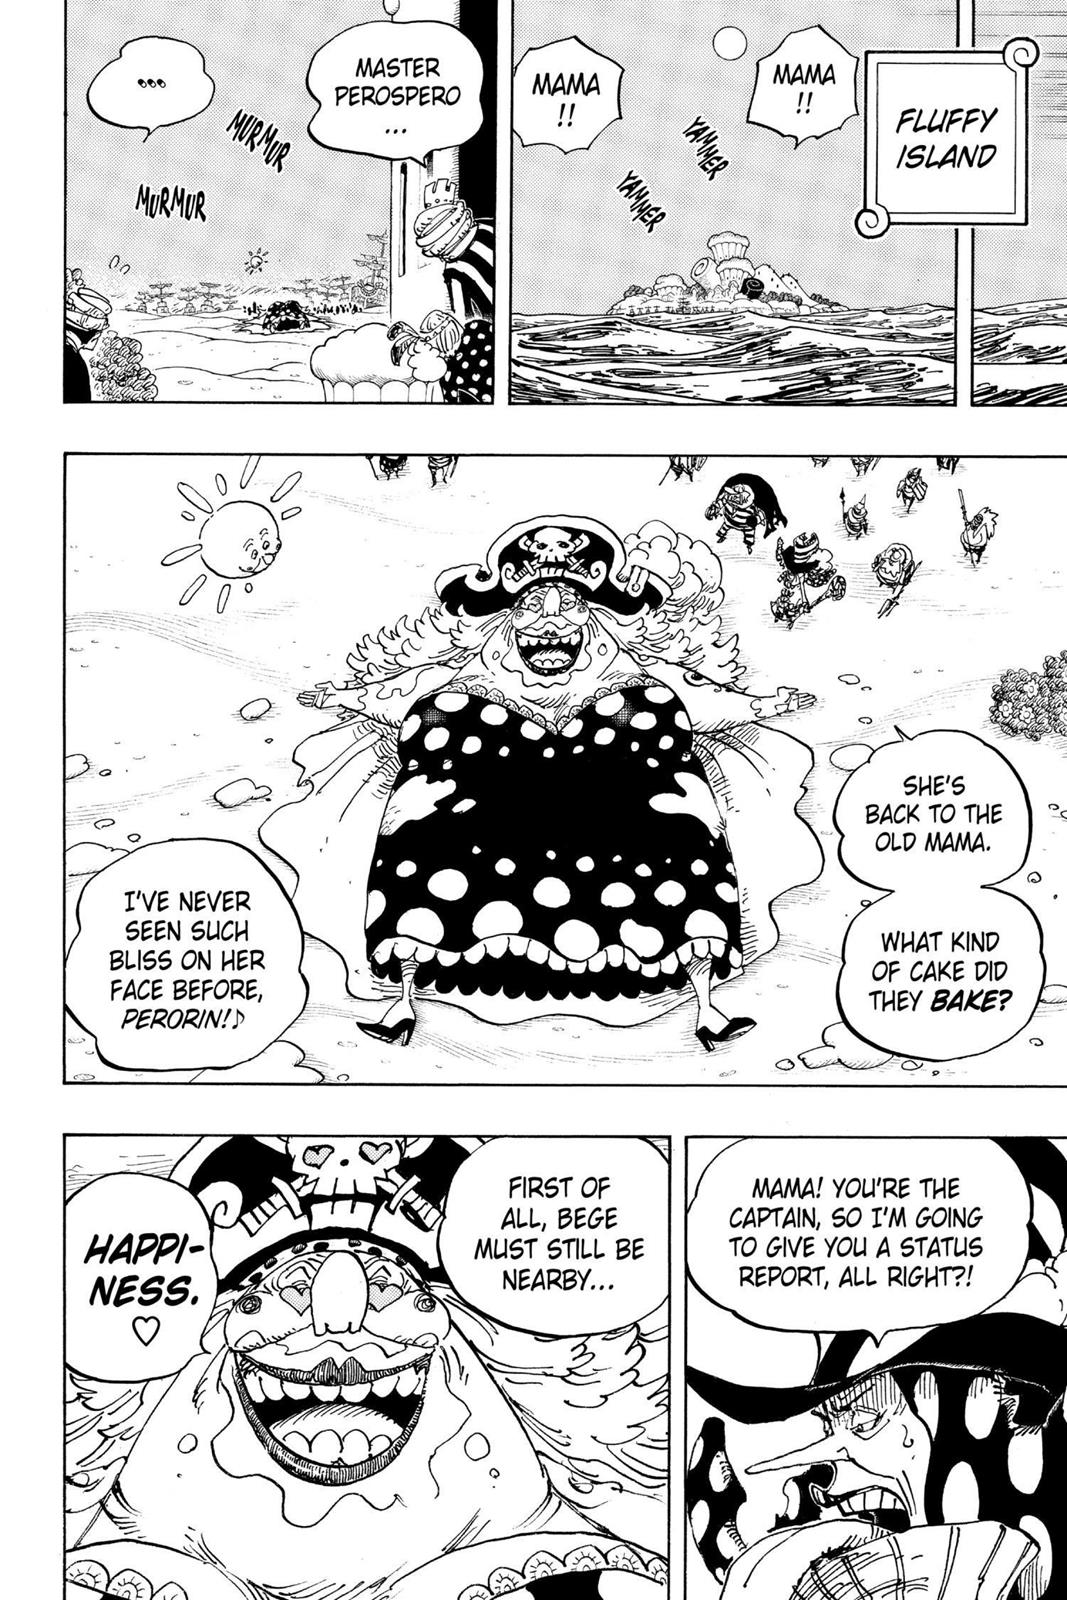 FLUFFY
ISLAND
MAMA
!!
MAMA
!!
YAMMER
YAMMER
MASTER
PEROSPERO
...
MURMUR
MURMUR
...
SHE'S
BACK TO THE
OLD MAMA.
WHAT KIND
OF CAKE DID
THEY BAKE?
I'VE NEVER
SEEN SUCH
BLISS ON HER
FACE BEFORE,
PERORIN!♪
MAMA! YOU'RE THE
CAPTAIN, SO I'M GOING
TO GIVE YOU A STATUS
REPORT, ALL RIGHT?!
FIRST OF
ALL, BEGE
MUST STILL BE
NEARBY...
HAPPI-
NESS.
♡